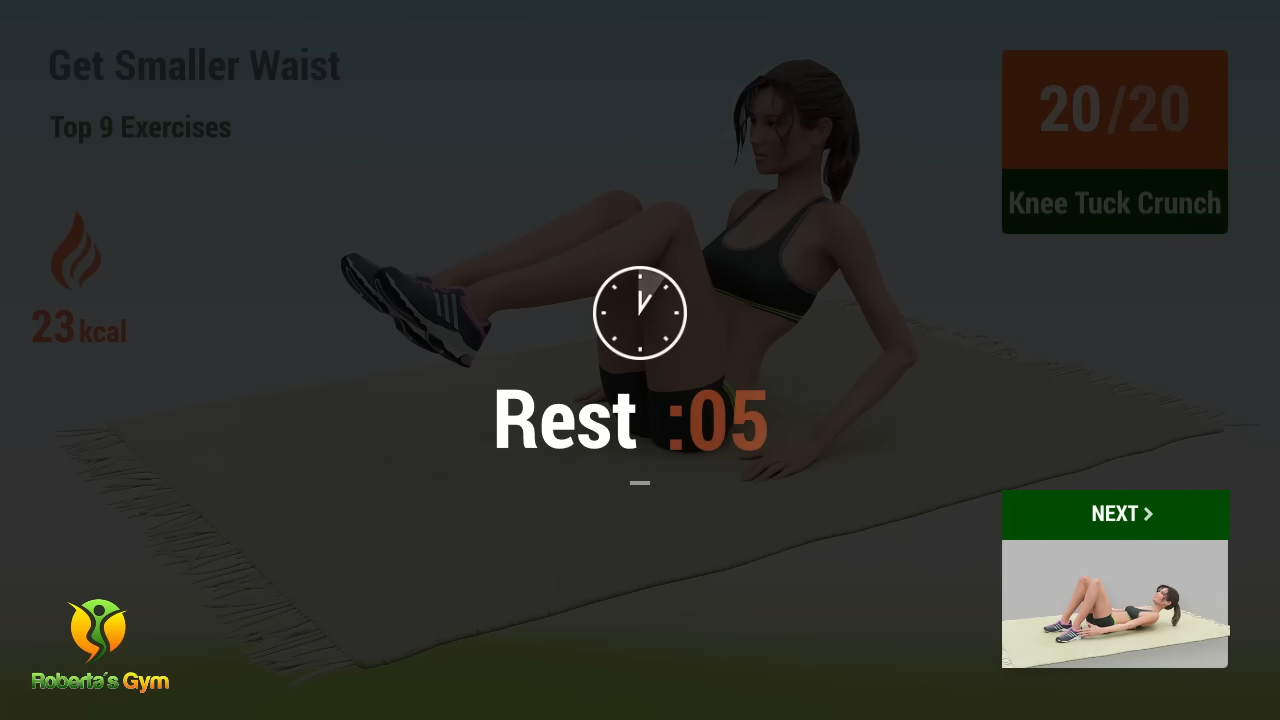 Get Smaller Waist
Top 9 Exercises
20/20
Knee Tuck Crunch
23 kcal
Rest :05
NEXT >
Roberta's Gym